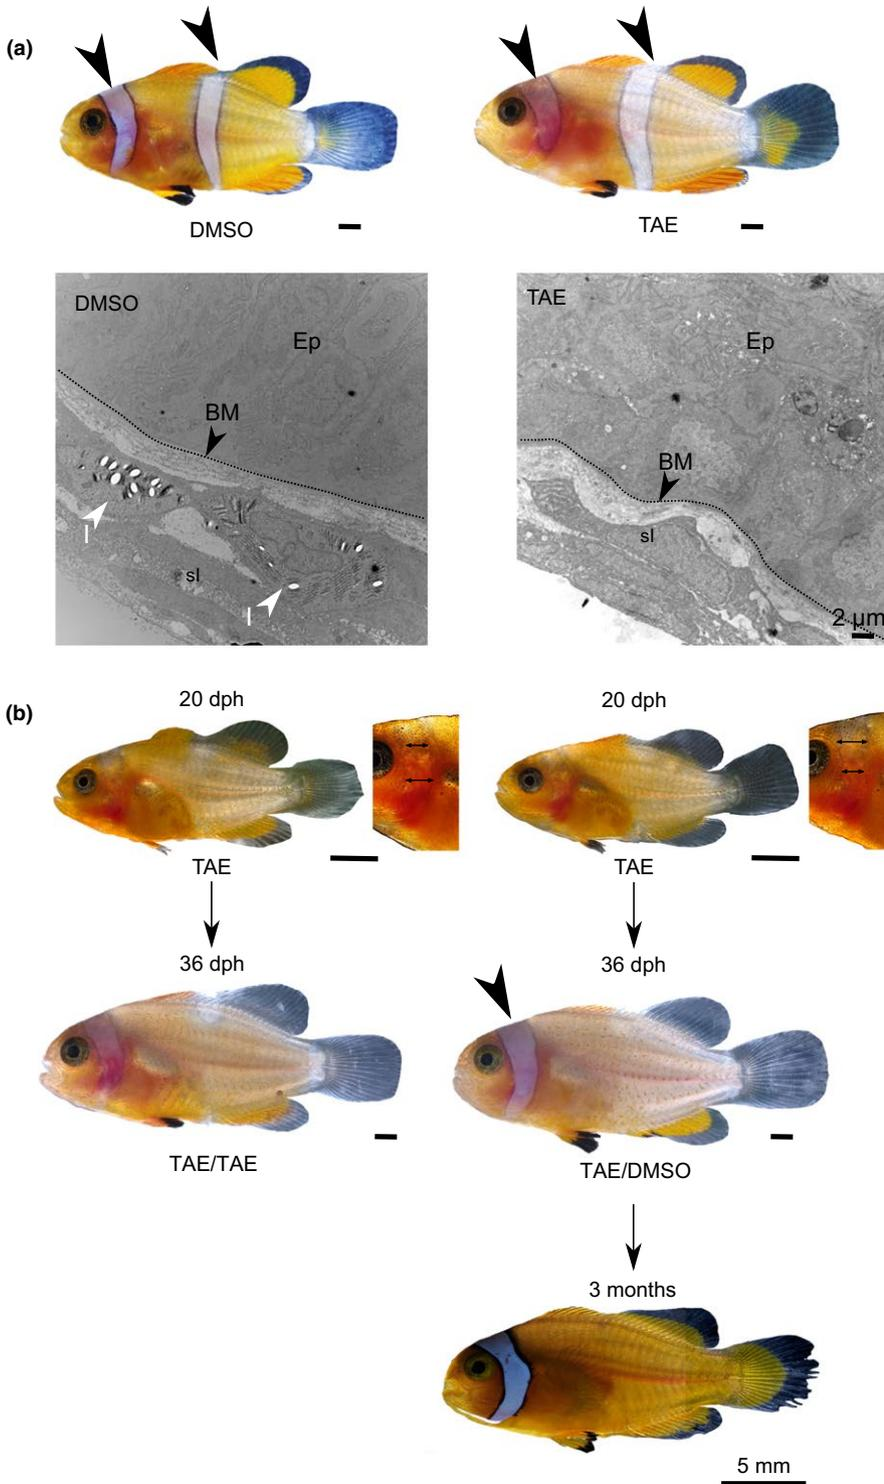 (a)
DMSO
TAE
DMSO
Ep
BM
I
sl
I
TAE
Ep
BM
sl
2 µm
(b)
20 dph
20 dph
TAE
TAE
36 dph
36 dph
TAE/TAE
TAE/DMSO
3 months
5 mm